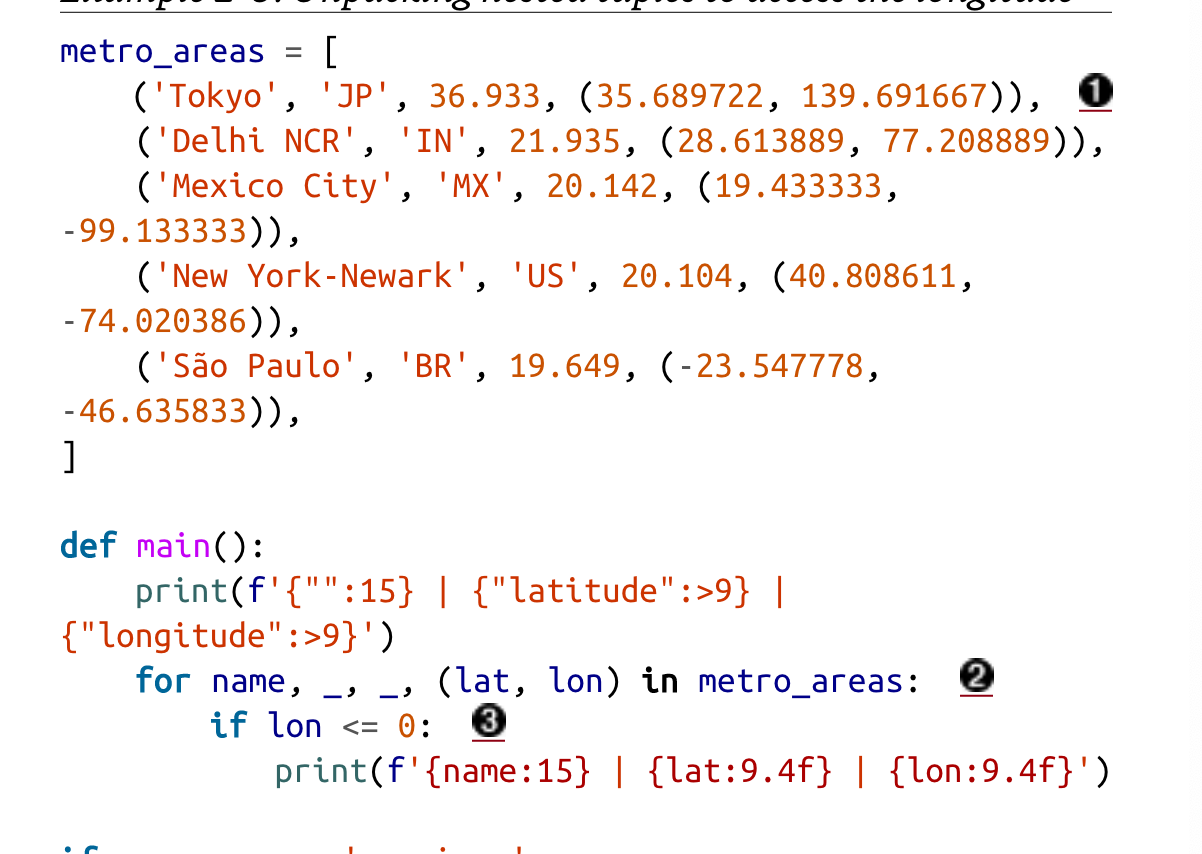 metro_areas = [
('Tokyo', 'JP', 36.933, (35.689722, 139.691667)), ❶
('Delhi NCR', 'IN', 21.935, (28.613889, 77.208889)),
('Mexico City', 'MX', 20.142, (19.433333,
-99.133333)),
('New York-Newark', 'US', 20.104, (40.808611,
-74.020386)),
('São Paulo', 'BR', 19.649, (-23.547778,
-46.635833)),
]
def main():
print(f'{"":15} | {"latitude":>9} |
{"longitude":>9}')
for name, _, _, (lat, lon) in metro_areas: ❷
if lon <= 0: ❸
print(f'{name:15} | {lat:9.4f} | {lon:9.4f}')